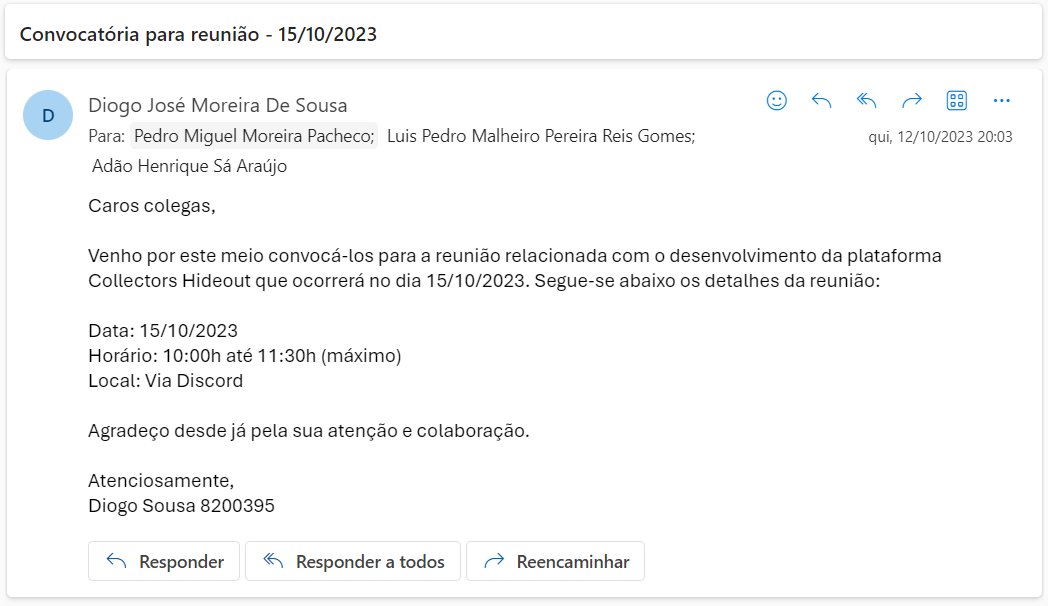 Convocatória para reunião - 15/10/2023
D
Diogo José Moreira De Sousa
Para: Pedro Miguel Moreira Pacheco; Luis Pedro Malheiro Pereira Reis Gomes;
qui, 12/10/2023 20:03
Adão Henrique Sá Araújo
Caros colegas,
Venho por este meio convocá-los para a reunião relacionada com o desenvolvimento da plataforma
Collectors Hideout que ocorrerá no dia 15/10/2023. Segue-se abaixo os detalhes da reunião:
Data: 15/10/2023
Horário: 10:00h até 11:30h (máximo)
Local: Via Discord
Agradeço desde já pela sua atenção e colaboração.
Atenciosamente,
Diogo Sousa 8200395
Responder
Responder a todos
Reencaminhar